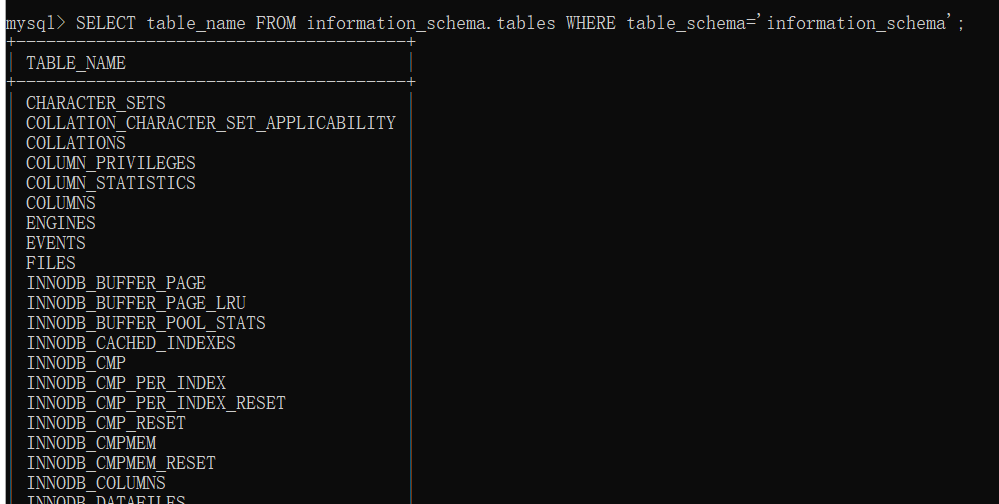 mysql> SELECT table_name FROM information_schema.tables WHERE table_schema='information_schema';
+---------------------------------------+
| TABLE_NAME                            |
+---------------------------------------+
| CHARACTER_SETS                        |
| COLLATION_CHARACTER_SET_APPLICABILITY |
| COLLATIONS                            |
| COLUMN_PRIVILEGES                     |
| COLUMN_STATISTICS                     |
| COLUMNS                               |
| ENGINES                               |
| EVENTS                                |
| FILES                                 |
| INNODB_BUFFER_PAGE                    |
| INNODB_BUFFER_PAGE_LRU                |
| INNODB_BUFFER_POOL_STATS              |
| INNODB_CACHED_INDEXES                 |
| INNODB_CMP                            |
| INNODB_CMP_PER_INDEX                  |
| INNODB_CMP_PER_INDEX_RESET            |
| INNODB_CMP_RESET                      |
| INNODB_CMPMEM                         |
| INNODB_CMPMEM_RESET                   |
| INNODB_COLUMNS                        |
| INNODB_DATAFILES                      |